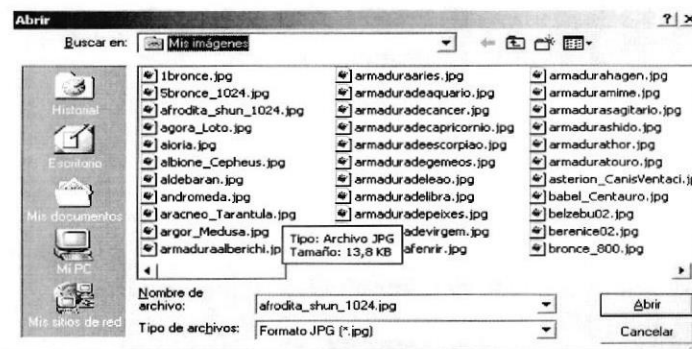 Abrir
Buscar en: Mis imágenes
Historial
Escritorio
Mis documentos
Mi PC
Mis sitios de red
1bronce.jpg
5bronce_1024.jpg
afrodita_shun_1024.jpg
agora_Loto.jpg
aioria.jpg
albione_Cepheus.jpg
aldebaran.jpg
andromeda.jpg
aracneo_Tarantula.jpg
argor_Medusa.jpg
armaduraalberichi.jp
armaduraaries.jpg
armaduradeaquario.jpg
armaduradecancer.jpg
armaduradecapricornio.jpg
armaduradeescorpiao.jpg
armaduradegemeos.jpg
armaduradeleao.jpg
armaduradelibra.jpg
armaduradepeixes.jpg
adevirgem.jpg
afenrir.jpg
armadurahagen.jpg
armaduramime.jpg
armadurasagitario.jpg
armadurashido.jpg
armadurathor.jpg
armaduratouro.jpg
asterion_CanisVentaci.j
babel_Centauro.jpg
belzebu02.jpg
berenice02.jpg
bronce_800.jpg
Tipo: Archivo JPG
Tamaño: 13,8 KB
Nombre de
archivo: afrodita_shun_1024.jpg
Abrir
Tipo de archivos: Formato JPG (*.jpg)
Cancelar